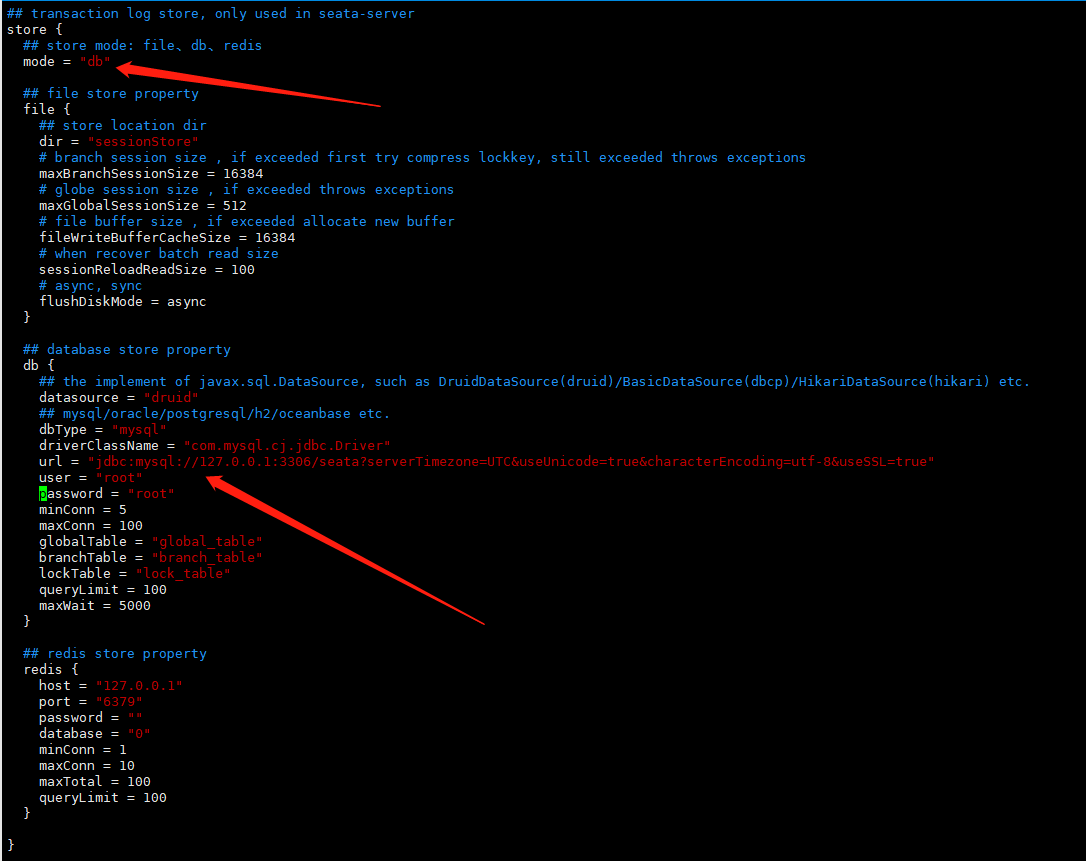 ## transaction log store, only used in seata-server
store {
  ## store mode: file、db、redis
  mode = "db"

  ## file store property
  file {
    ## store location dir
    dir = "sessionStore"
    # branch session size , if exceeded first try compress lockkey, still exceeded throws exceptions
    maxBranchSessionSize = 16384
    # globe session size , if exceeded throws exceptions
    maxGlobalSessionSize = 512
    # file buffer size , if exceeded allocate new buffer
    fileWriteBufferCacheSize = 16384
    # when recover batch read size
    sessionReloadReadSize = 100
    # async, sync
    flushDiskMode = async
  }

  ## database store property
  db {
    ## the implement of javax.sql.DataSource, such as DruidDataSource(druid)/BasicDataSource(dbcp)/HikariDataSource(hikari) etc.
    datasource = "druid"
    ## mysql/oracle/postgresql/h2/oceanbase etc.
    dbType = "mysql"
    driverClassName = "com.mysql.cj.jdbc.Driver"
    url = "jdbc:mysql://127.0.0.1:3306/seata?serverTimezone=UTC&useUnicode=true&characterEncoding=utf-8&useSSL=true"
    user = "root"
    password = "root"
    minConn = 5
    maxConn = 100
    globalTable = "global_table"
    branchTable = "branch_table"
    lockTable = "lock_table"
    queryLimit = 100
    maxWait = 5000
  }

  ## redis store property
  redis {
    host = "127.0.0.1"
    port = "6379"
    password = ""
    database = "0"
    minConn = 1
    maxConn = 10
    maxTotal = 100
    queryLimit = 100
  }

}